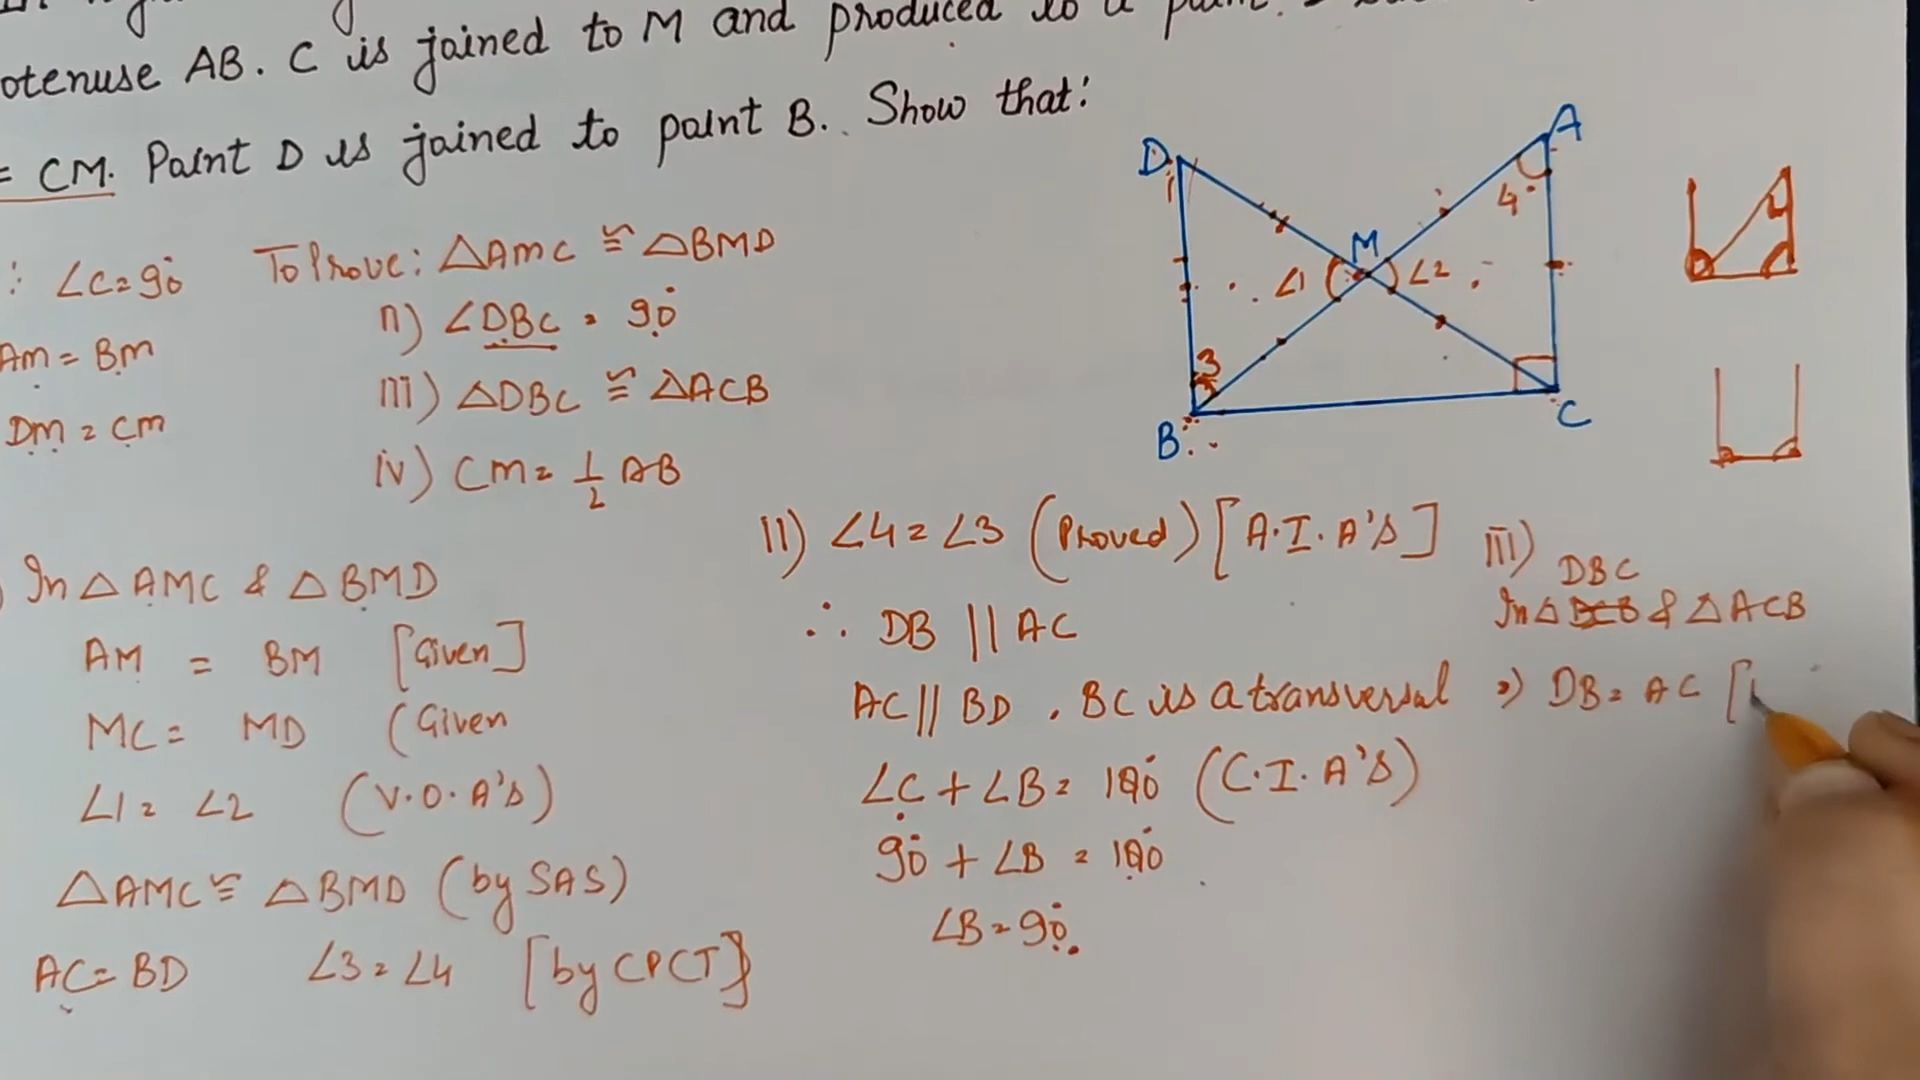 otenuse AB. C is joined to M and produced to a
= CM. Point D is joined to point B. Show that:
∴ ∠C=90° To Prove: △AMC ≅ △BMD
AM = BM
II) ∠DBC = 90°
DM = CM
III) △DBC ≅ △ACB
iv) CM = 1/2 AB
D
A
M
B
C
∠1
∠2
3
4
1
In △ AMC & △ BMD
AM = BM [Given]
MC = MD (Given
∠1 = ∠2 (V.O.A's)
△AMC ≅ △BMD (by SAS)
AC = BD ∠3 = ∠4 [by CPCT]
II) ∠4 = ∠3 (Proved) [A.I.A's]
∴ DB || AC
AC || BD , BC is a transversal
∠C + ∠B = 180° (C.I.A's)
90° + ∠B = 180°
∠B = 90°.
III)
DBC
In △ & △ ACB
⇒ DB = AC [